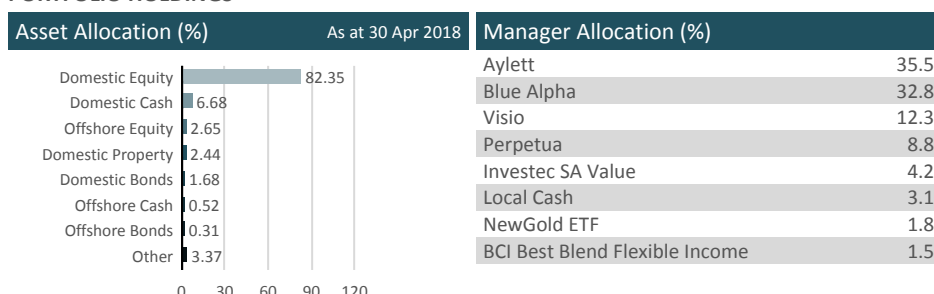 PORTFOLIO HOLDINGS
Asset Allocation (%) As at 30 Apr 2018
Domestic Equity 82.35
Domestic Cash 6.68
Offshore Equity 2.65
Domestic Property 2.44
Domestic Bonds 1.68
Offshore Cash 0.52
Offshore Bonds 0.31
Other 3.37
0 30 60 90 120
Manager Allocation (%)
Aylett 35.5
Blue Alpha 32.8
Visio 12.3
Perpetua 8.8
Investec SA Value 4.2
Local Cash 3.1
NewGold ETF 1.8
BCI Best Blend Flexible Income 1.5